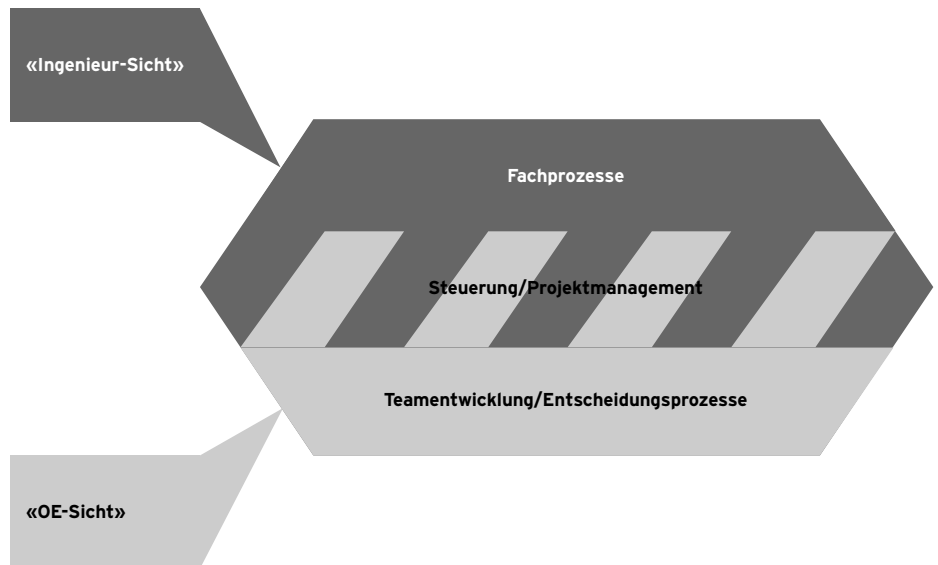 «Ingenieur-Sicht»
Fachprozesse
Steuerung/Projektmanagement
Teamentwicklung/Entscheidungsprozesse
«OE-Sicht»